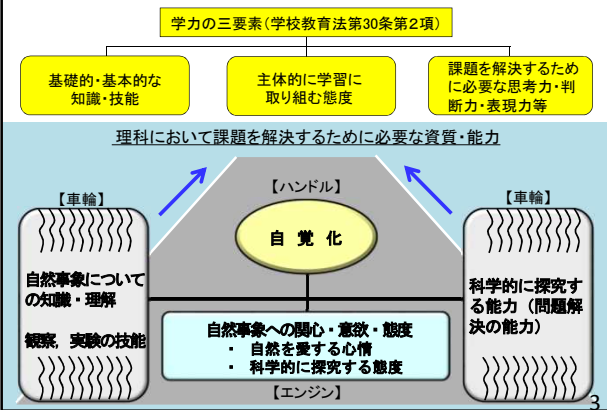 学力の三要素(学校教育法第30条第2項)
基礎的・基本的な
知識・技能
主体的に学習に
取り組む態度
課題を解決するため
に必要な思考力・判
断力・表現力等
理科において課題を解決するために必要な資質・能力
【車輪】
自然事象について
の知識・理解
観察，実験の技能
【ハンドル】
自 覚 化
自然事象への関心・意欲・態度
・ 自然を愛する心情
・ 科学的に探究する態度
【エンジン】
【車輪】
科学的に探究す
る能力（問題解
決の能力）
3